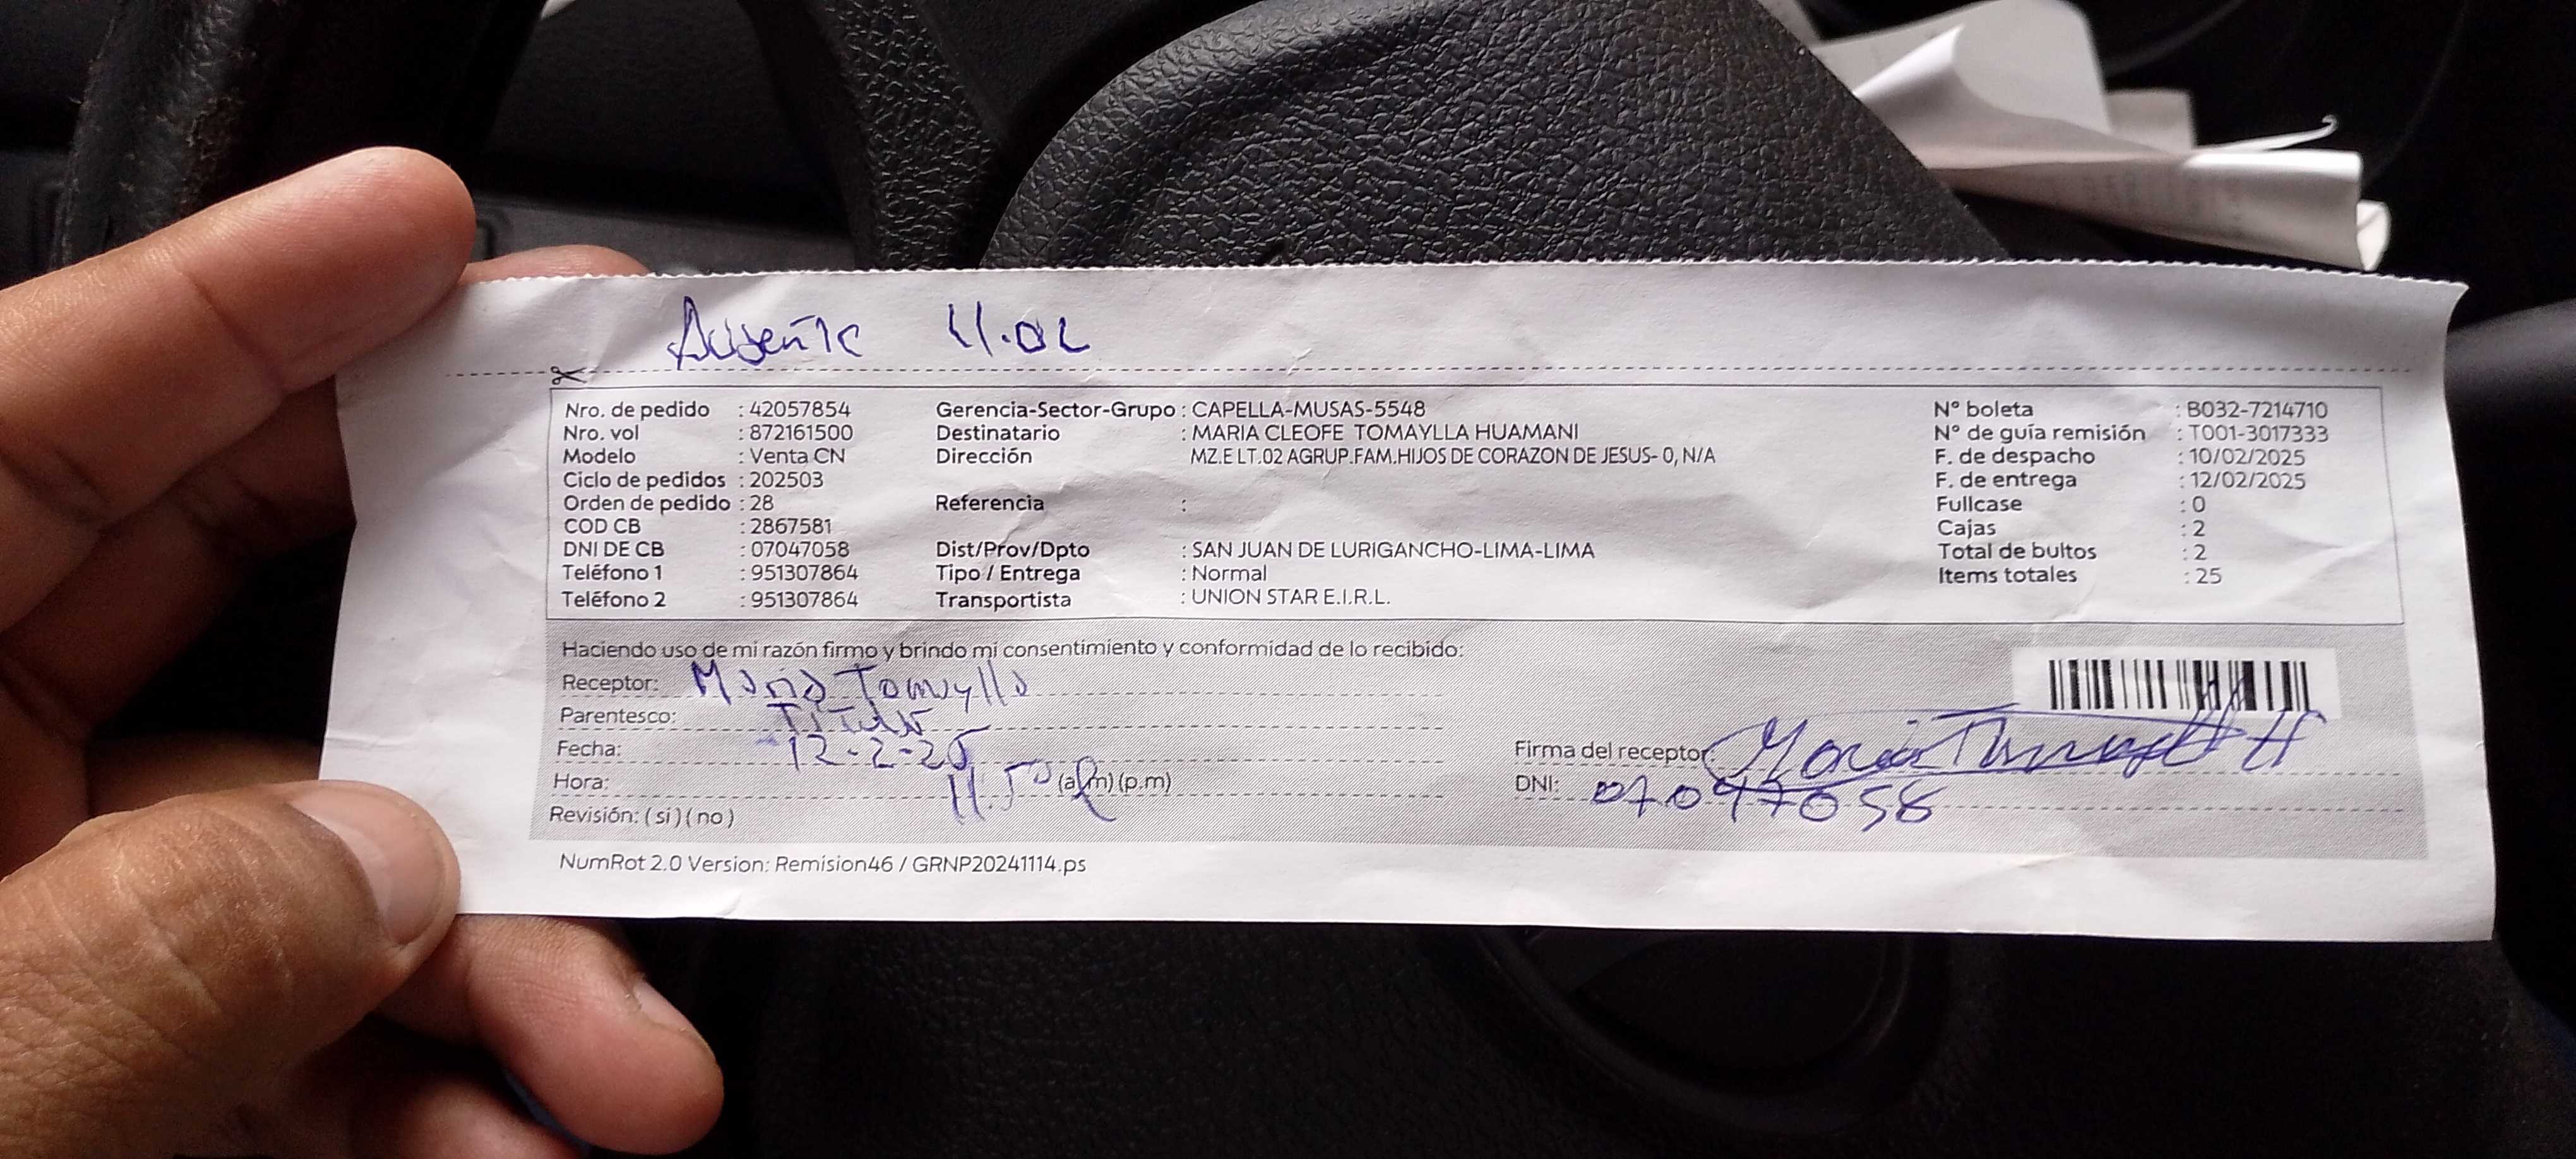 Ausente 11.02
Nro. de pedido : 42057854
Nro. vol : 872161500
Modelo : Venta CN
Ciclo de pedidos : 202503
Orden de pedido : 28
COD CB : 2867581
DNI DE CB : 07047058
Teléfono 1 : 951307864
Teléfono 2 : 951307864
Gerencia-Sector-Grupo : CAPELLA-MUSAS-5548
Destinatario : MARIA CLEOFE TOMAYLLA HUAMANI
Dirección MZ.E LT.02 AGRUP.FAM.HIJOS DE CORAZON DE JESUS- 0, N/A
Referencia :
Dist/Prov/Dpto : SAN JUAN DE LURIGANCHO-LIMA-LIMA
Tipo / Entrega : Normal
Transportista : UNION STAR E.I.R.L.
N° boleta : B032-7214710
N° de guía remisión : T001-3017333
F. de despacho : 10/02/2025
F. de entrega : 12/02/2025
Fullcase : 0
Cajas : 2
Total de bultos : 2
Items totales : 25
Haciendo uso de mi razón firmo y brindo mi consentimiento y conformidad de lo recibido:
Receptor: Maria Tomaylla
Parentesco: Titular
Fecha: 12-2-25
Hora: 11.50 (a.m) (p.m)
Revisión: ( si ) ( no )
Firma del receptor: Maria Tomaylla H
DNI: 07047058
NumRot 2.0 Version: Remision46 / GRNP20241114.ps